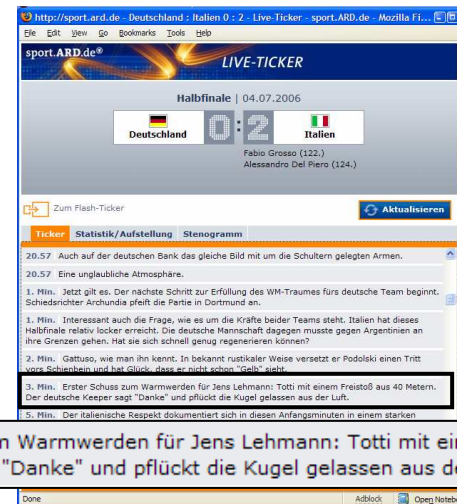 http://sport.ard.de - Deutschland : Italien 0 : 2 - Live-Ticker - sport.ARD.de - Mozilla Fi...
File Edit View Go Bookmarks Tools Help
sport.ARD.de®
LIVE-TICKER
Halbfinale | 04.07.2006
Deutschland 0 : 2 Italien
Fabio Grosso (122.)
Alessandro Del Piero (124.)
Zum Flash-Ticker
Aktualisieren
Ticker Statistik/Aufstellung Stenogramm
20.57 Auch auf der deutschen Bank das gleiche Bild mit um die Schultern gelegten Armen.
20.57 Eine unglaubliche Atmosphäre.
1. Min. Jetzt gilt es. Der nächste Schritt zur Erfüllung des WM-Traumes fürs deutsche Team beginnt.
Schiedsrichter Archundia pfeift die Partie in Dortmund an.
1. Min. Interessant auch die Frage, wie es um die Kräfte beider Teams steht. Italien hat dieses
Halbfinale relativ locker erreicht. Die deutsche Mannschaft dagegen musste gegen Argentinien an
ihre Grenzen gehen. Hat sie sich schnell genug regenerieren können?
2. Min. Gattuso, wie man ihn kennt. In bekannt rustikaler Weise versetzt er Podolski einen Tritt
vors Schienbein und hat Glück, dass er nicht schon "Gelb" sieht.
3. Min. Erster Schuss zum Warmwerden für Jens Lehmann: Totti mit einem Freistoß aus 40 Metern.
Der deutsche Keeper sagt "Danke" und pflückt die Kugel gelassen aus der Luft.
5. Min. Der italienische Respekt dokumentiert sich in diesen Anfangsminuten in einem starken
m Warmwerden für Jens Lehmann: Totti mit ei
"Danke" und pflückt die Kugel gelassen aus de
Done Adblock Open Notebo